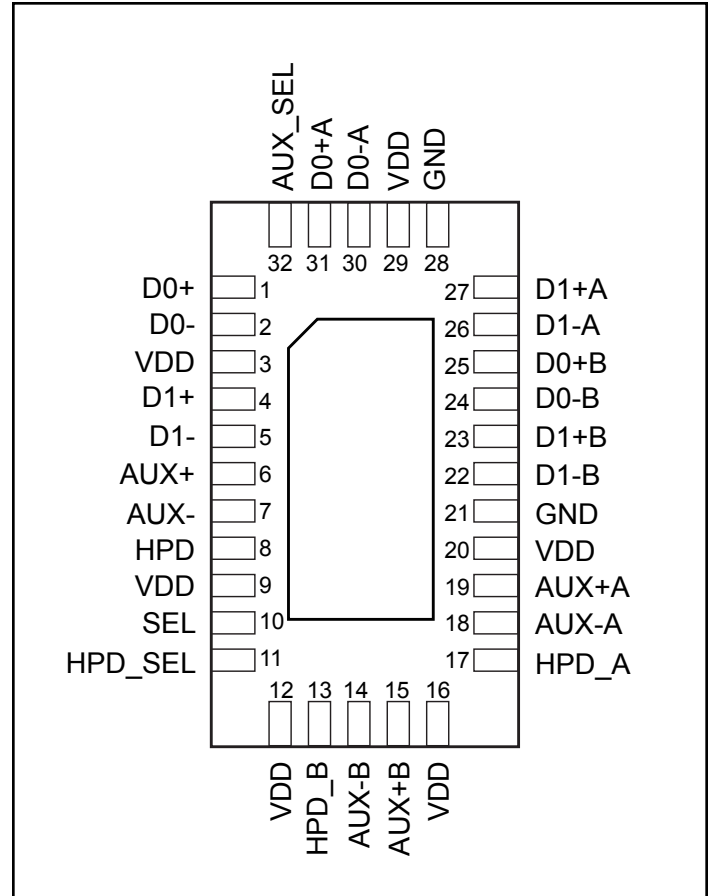 AUX_SEL
D0+A
D0-A
VDD
GND
32 31 30 29 28
D0+ 1
D0- 2
VDD 3
D1+ 4
D1- 5
AUX+ 6
AUX- 7
HPD 8
VDD 9
SEL 10
HPD_SEL 11
27 D1+A
26 D1-A
25 D0+B
24 D0-B
23 D1+B
22 D1-B
21 GND
20 VDD
19 AUX+A
18 AUX-A
17 HPD_A
12 13 14 15 16
VDD
HPD_B
AUX-B
AUX+B
VDD